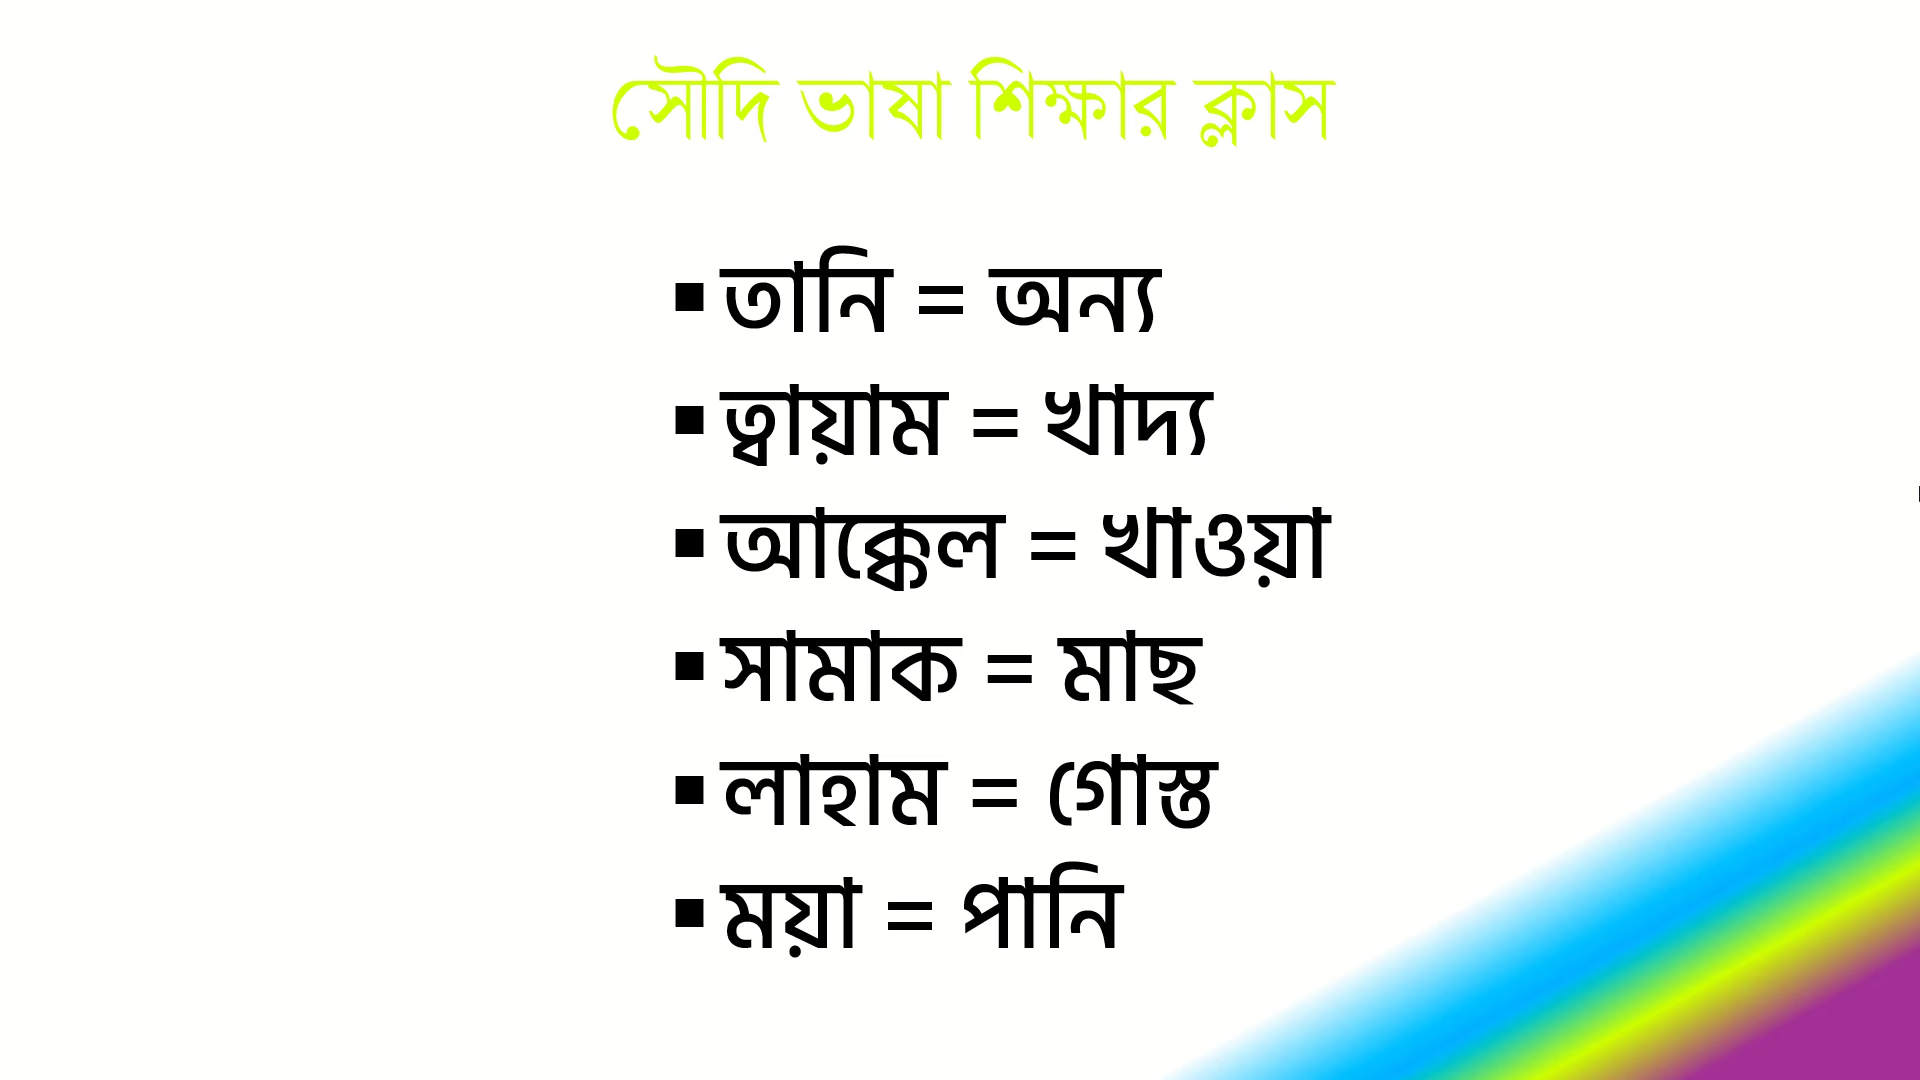 সৌদি ভাষা শিক্ষার ক্লাস
▪ তানি = অন্য
▪ ত্বায়াম = খাদ্য
▪ আক্কেল = খাওয়া
▪ সামাক = মাছ
▪ লাহাম = গোস্ত
▪ ময়া = পানি